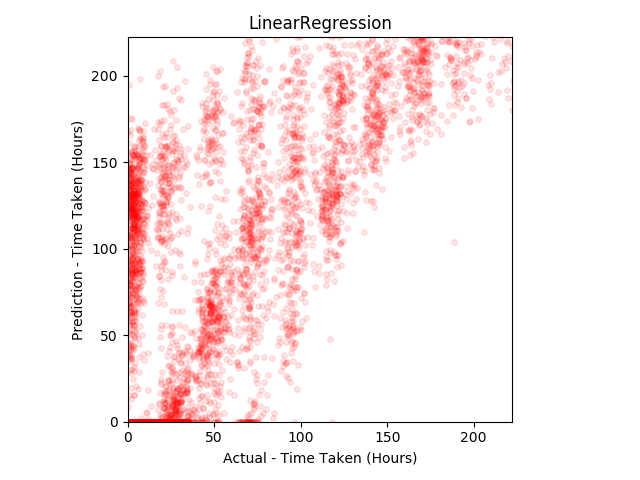 LinearRegression
Prediction - Time Taken (Hours)
200
150
100
50
0
0 50 100 150 200
Actual - Time Taken (Hours)